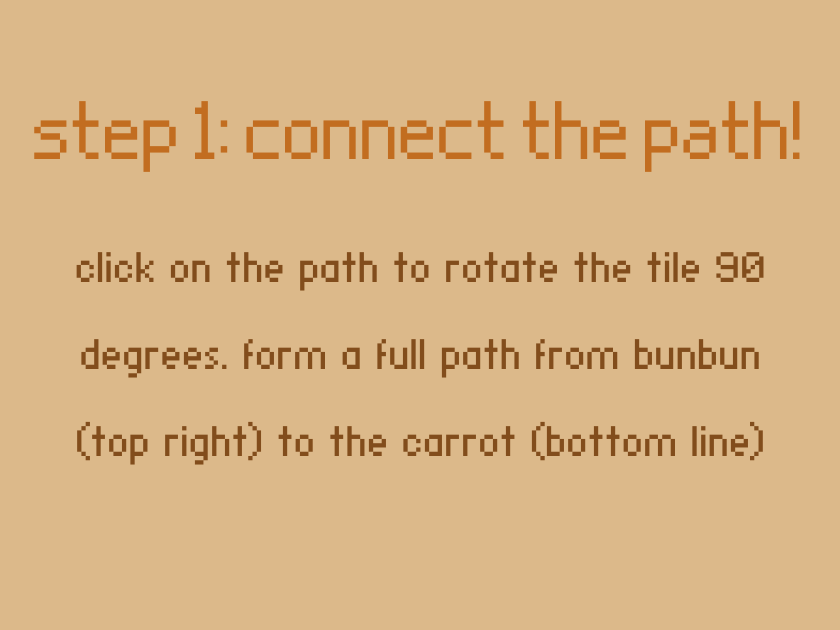 step 1: connect the path!
click on the path to rotate the tile 90
degrees. form a full path from bunbun
(top right) to the carrot (bottom line)